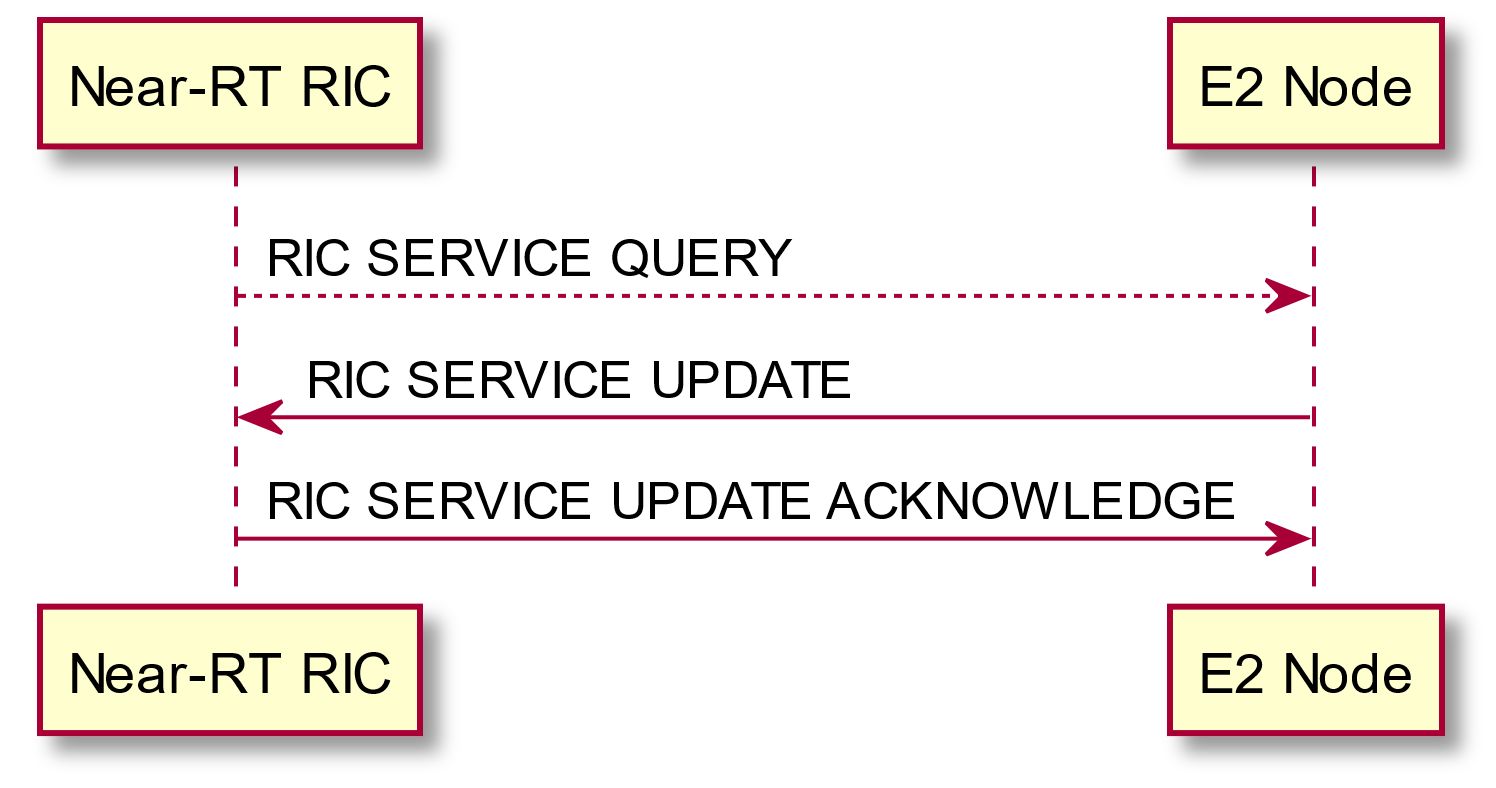 Near-RT RIC
E2 Node
RIC SERVICE QUERY
RIC SERVICE UPDATE
RIC SERVICE UPDATE ACKNOWLEDGE
Near-RT RIC
E2 Node